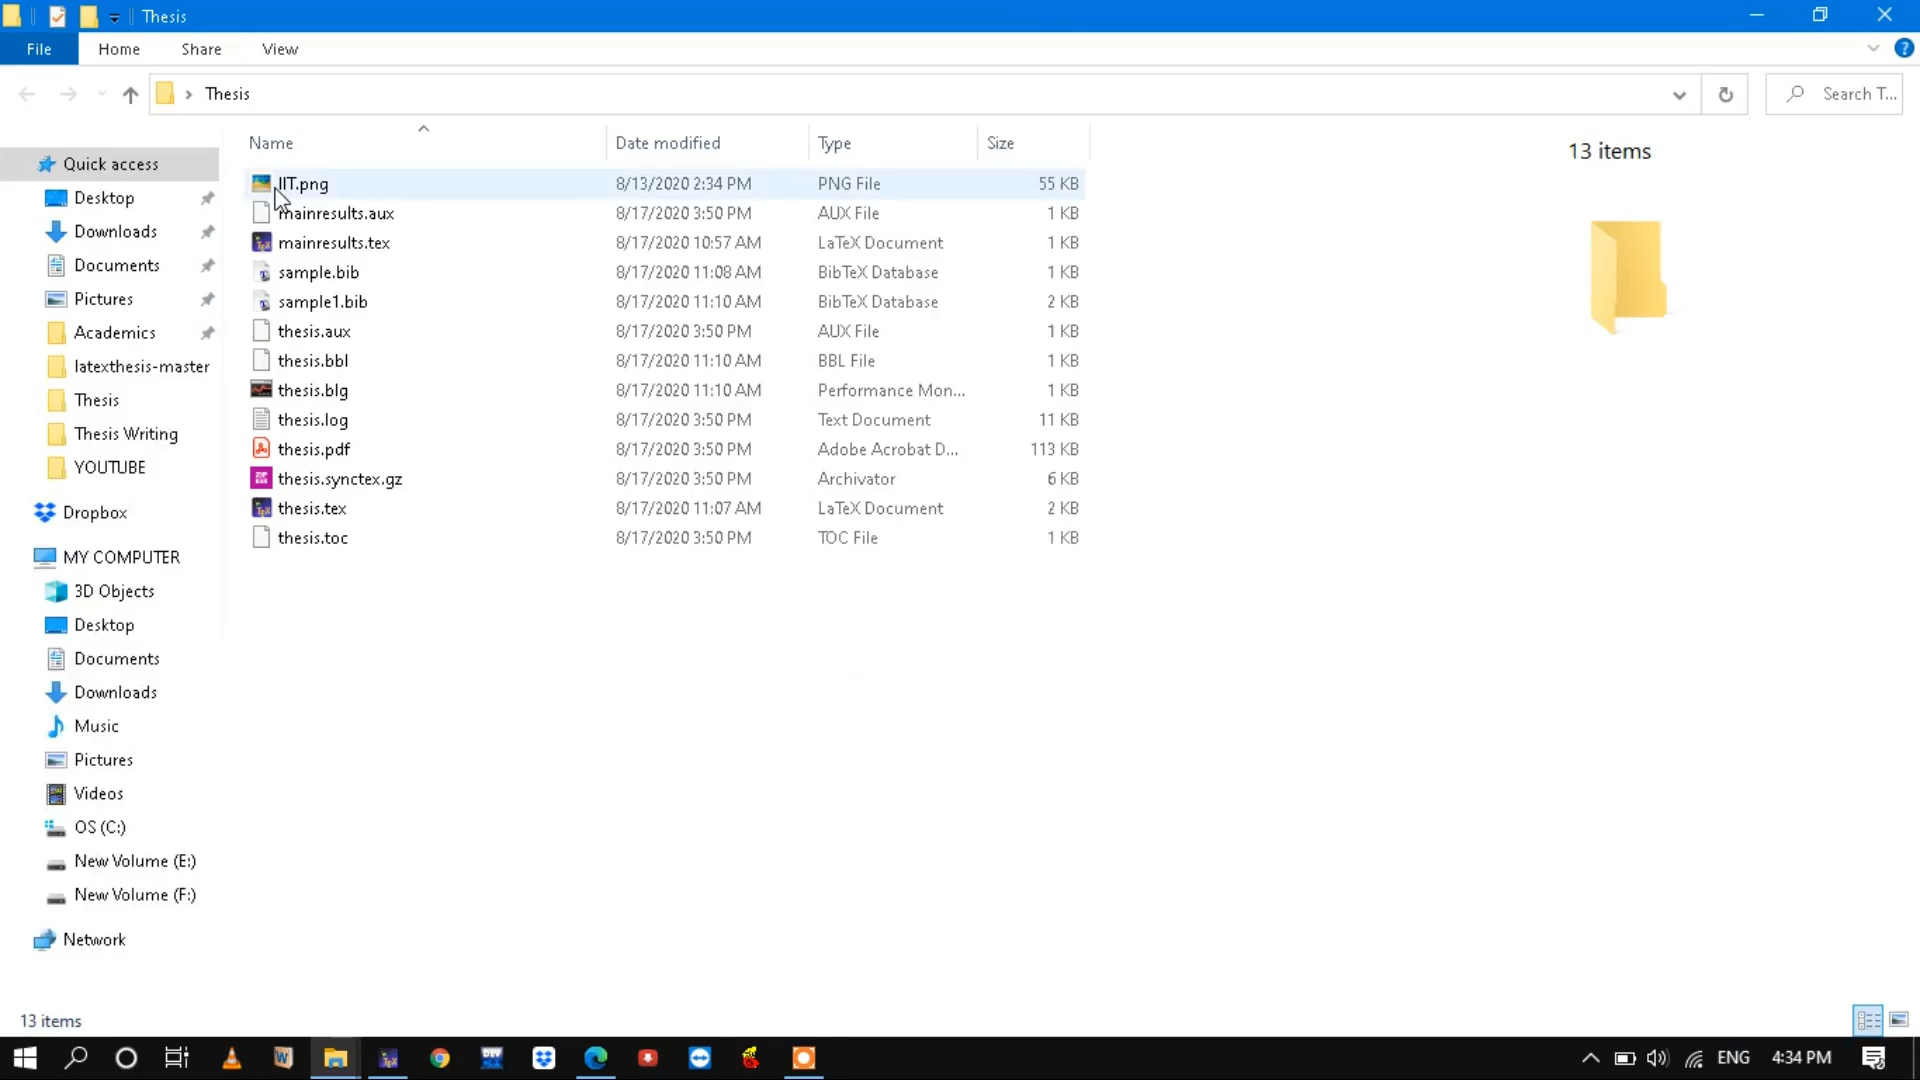 Thesis
File Home Share View
Thesis
Search T...
Name Date modified Type Size
IIT.png 8/13/2020 2:34 PM PNG File 55 KB
mainresults.aux 8/17/2020 3:50 PM AUX File 1 KB
mainresults.tex 8/17/2020 10:57 AM LaTeX Document 1 KB
sample.bib 8/17/2020 11:08 AM BibTeX Database 1 KB
sample1.bib 8/17/2020 11:10 AM BibTeX Database 2 KB
thesis.aux 8/17/2020 3:50 PM AUX File 1 KB
thesis.bbl 8/17/2020 11:10 AM BBL File 1 KB
thesis.blg 8/17/2020 11:10 AM Performance Mon... 1 KB
thesis.log 8/17/2020 3:50 PM Text Document 11 KB
thesis.pdf 8/17/2020 3:50 PM Adobe Acrobat D... 113 KB
thesis.synctex.gz 8/17/2020 3:50 PM Archivator 6 KB
thesis.tex 8/17/2020 11:07 AM LaTeX Document 2 KB
thesis.toc 8/17/2020 3:50 PM TOC File 1 KB
13 items
Quick access
Desktop
Downloads
Documents
Pictures
Academics
latexthesis-master
Thesis
Thesis Writing
YOUTUBE
Dropbox
MY COMPUTER
3D Objects
Desktop
Documents
Downloads
Music
Pictures
Videos
OS (C:)
New Volume (E:)
New Volume (F:)
Network
13 items
ENG 4:34 PM